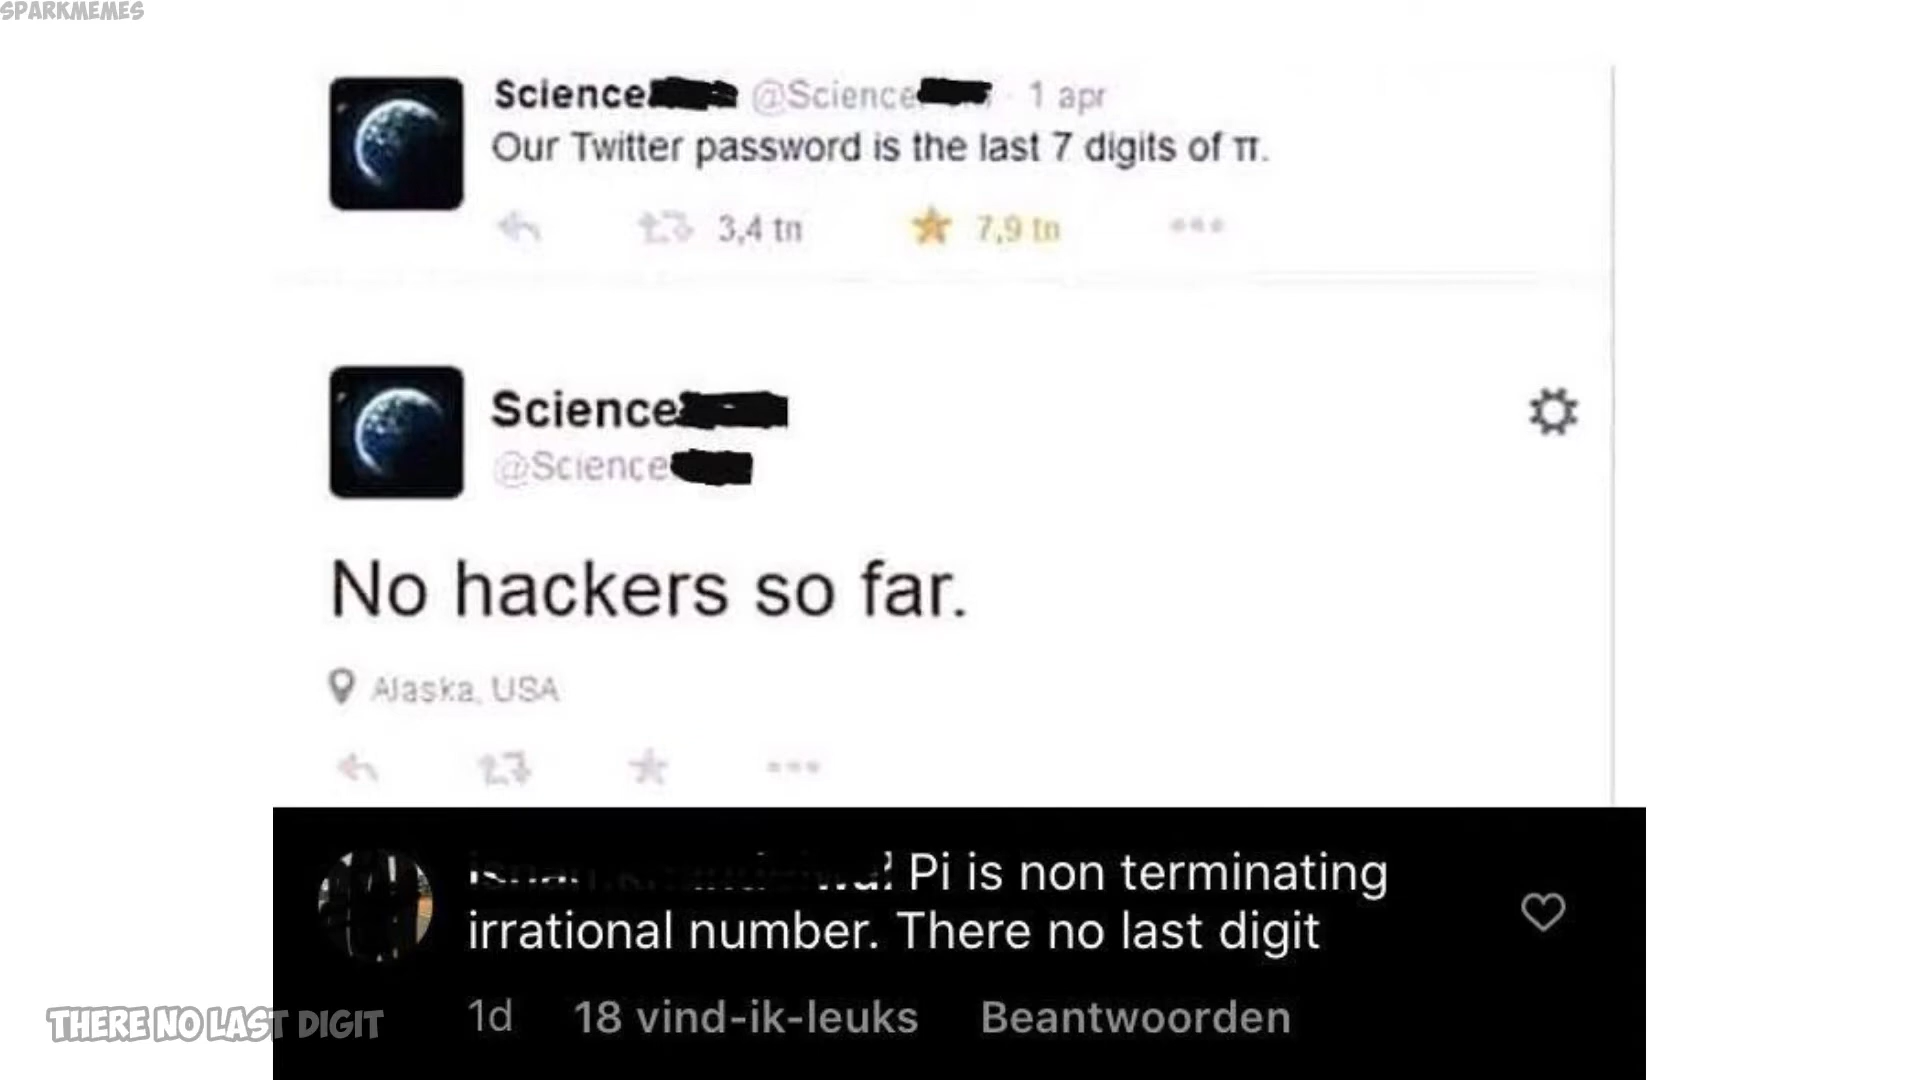 SPARKMEMES
Science @Science · 1 apr
Our Twitter password is the last 7 digits of π.
3,4 tn 7,9 tn
Science
@Science
No hackers so far.
Alaska, USA
Pi is non terminating
irrational number. There no last digit
1d 18 vind-ik-leuks Beantwoorden
THERE NO LAST DIGIT